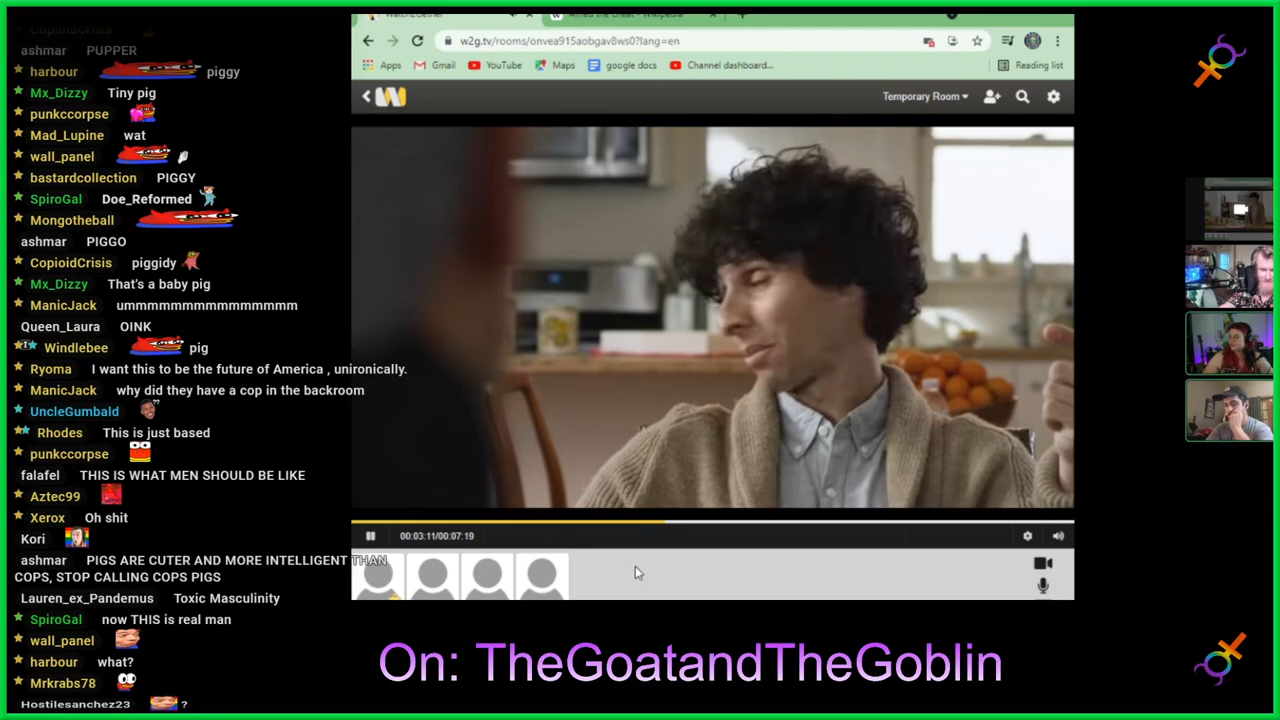 CopioidCrisis
ashmar PUPPER
harbour piggy
Mx_Dizzy Tiny pig
punkccorpse
Mad_Lupine wat
wall_panel
bastardcollection PIGGY
SpiroGal Doe_Reformed
Mongotheball
ashmar PIGGO
CopioidCrisis piggidy
Mx_Dizzy That's a baby pig
ManicJack ummmmmmmmmmmmmmm
Queen_Laura OINK
Windlebee pig
Ryoma I want this to be the future of America , unironically.
ManicJack why did they have a cop in the backroom
UncleGumbald
Rhodes This is just based
punkccorpse
falafel THIS IS WHAT MEN SHOULD BE LIKE
Aztec99
Xerox Oh shit
Kori
ashmar PIGS ARE CUTER AND MORE INTELLIGENT THAN
COPS, STOP CALLING COPS PIGS
Lauren_ex_Pandemus Toxic Masculinity
SpiroGal now THIS is real man
wall_panel
harbour what?
Mrkrabs78
Hostilesanchez23 ?
Watch2Gether
Alfred the Great - Wikipedia
w2g.tv/rooms/onvea915aobgav8ws0?lang=en
Apps Gmail YouTube Maps google docs Channel dashboard... Reading list
Temporary Room
00:03:11/00:07:19
On: TheGoatandTheGoblin